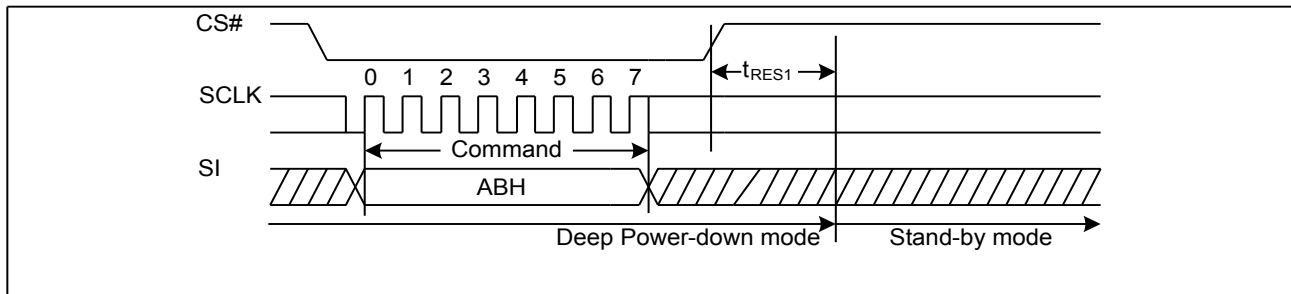 CS#
tRES1
0 1 2 3 4 5 6 7
SCLK
Command
SI
ABH
Deep Power-down mode Stand-by mode